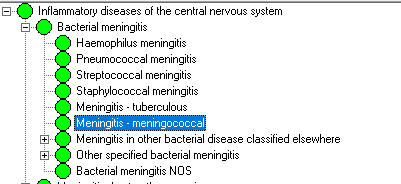 Inflammatory diseases of the central nervous system
Bacterial meningitis
Haemophilus meningitis
Pneumococcal meningitis
Streptococcal meningitis
Staphylococcal meningitis
Meningitis - tuberculous
Meningitis - meningococcal
Meningitis in other bacterial disease classified elsewhere
Other specified bacterial meningitis
Bacterial meningitis NOS